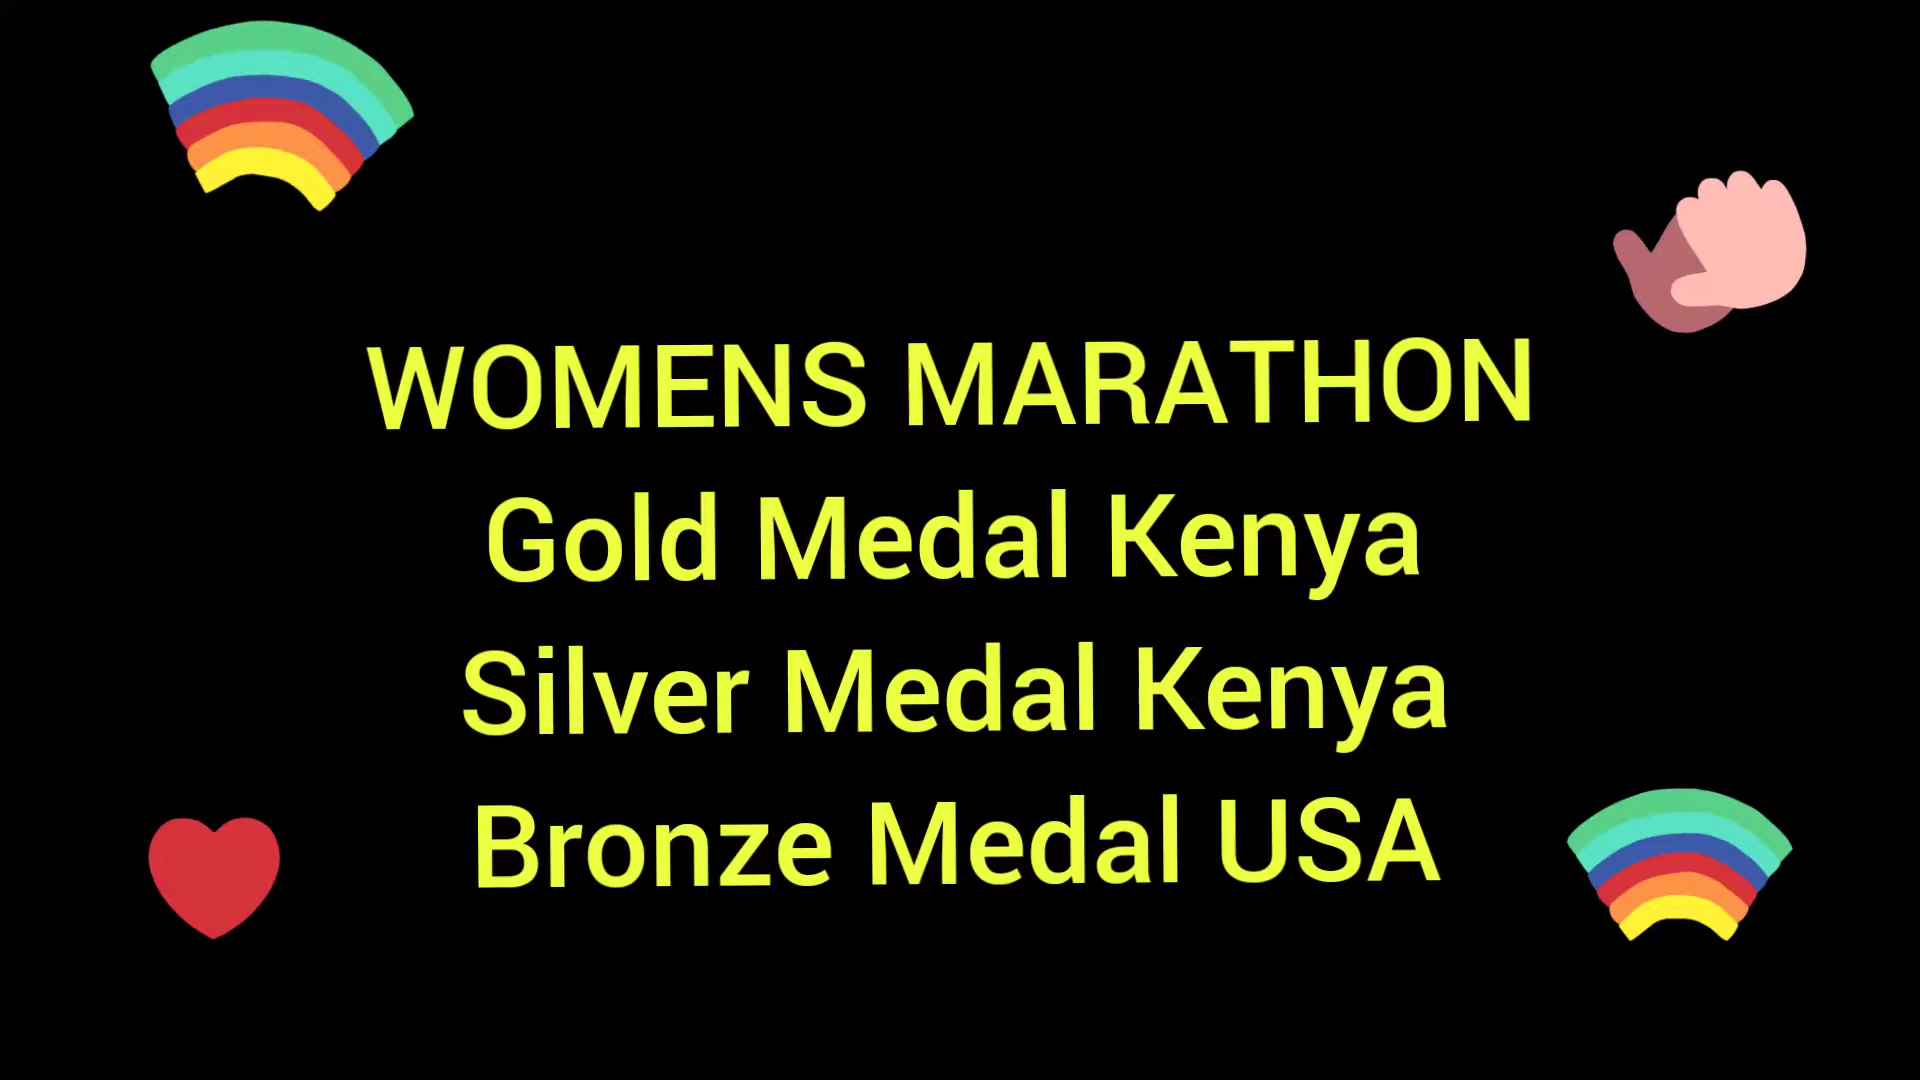 WOMENS MARATHON
Gold Medal Kenya
Silver Medal Kenya
Bronze Medal USA